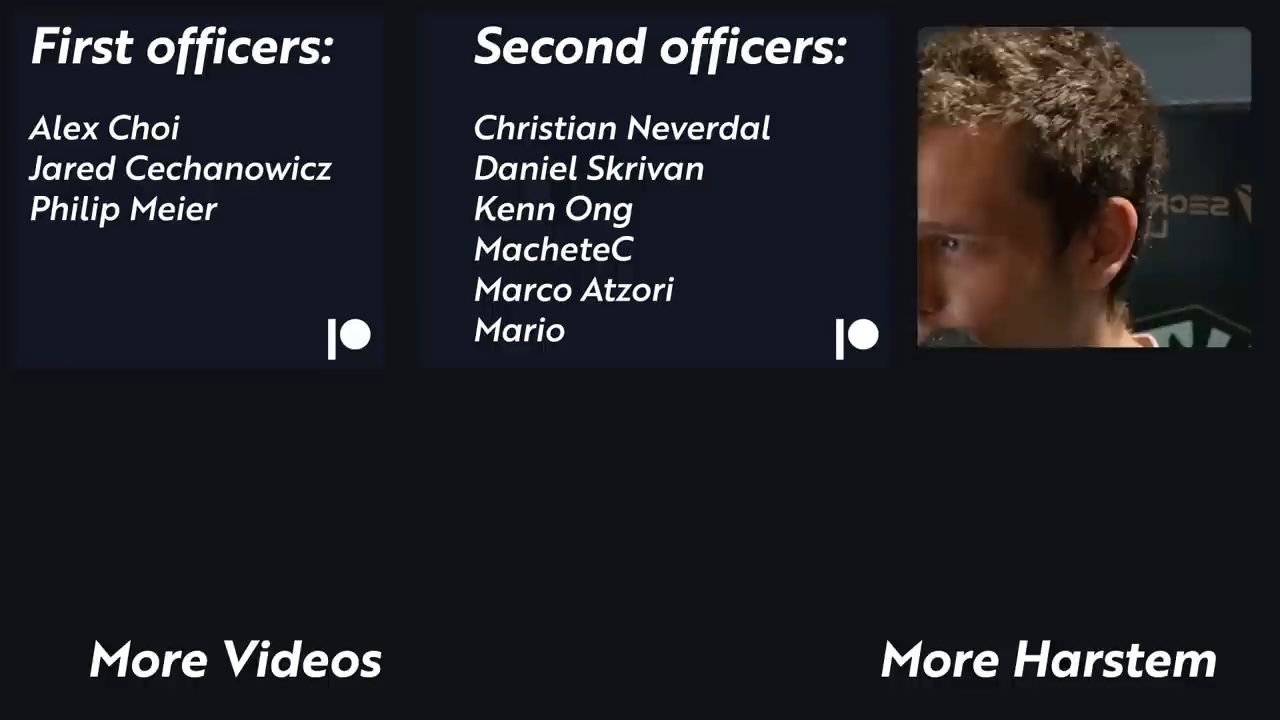 First officers:
Alex Choi
Jared Cechanowicz
Philip Meier
Second officers:
Christian Neverdal
Daniel Skrivan
Kenn Ong
MacheteC
Marco Atzori
Mario
More Videos
More Harstem